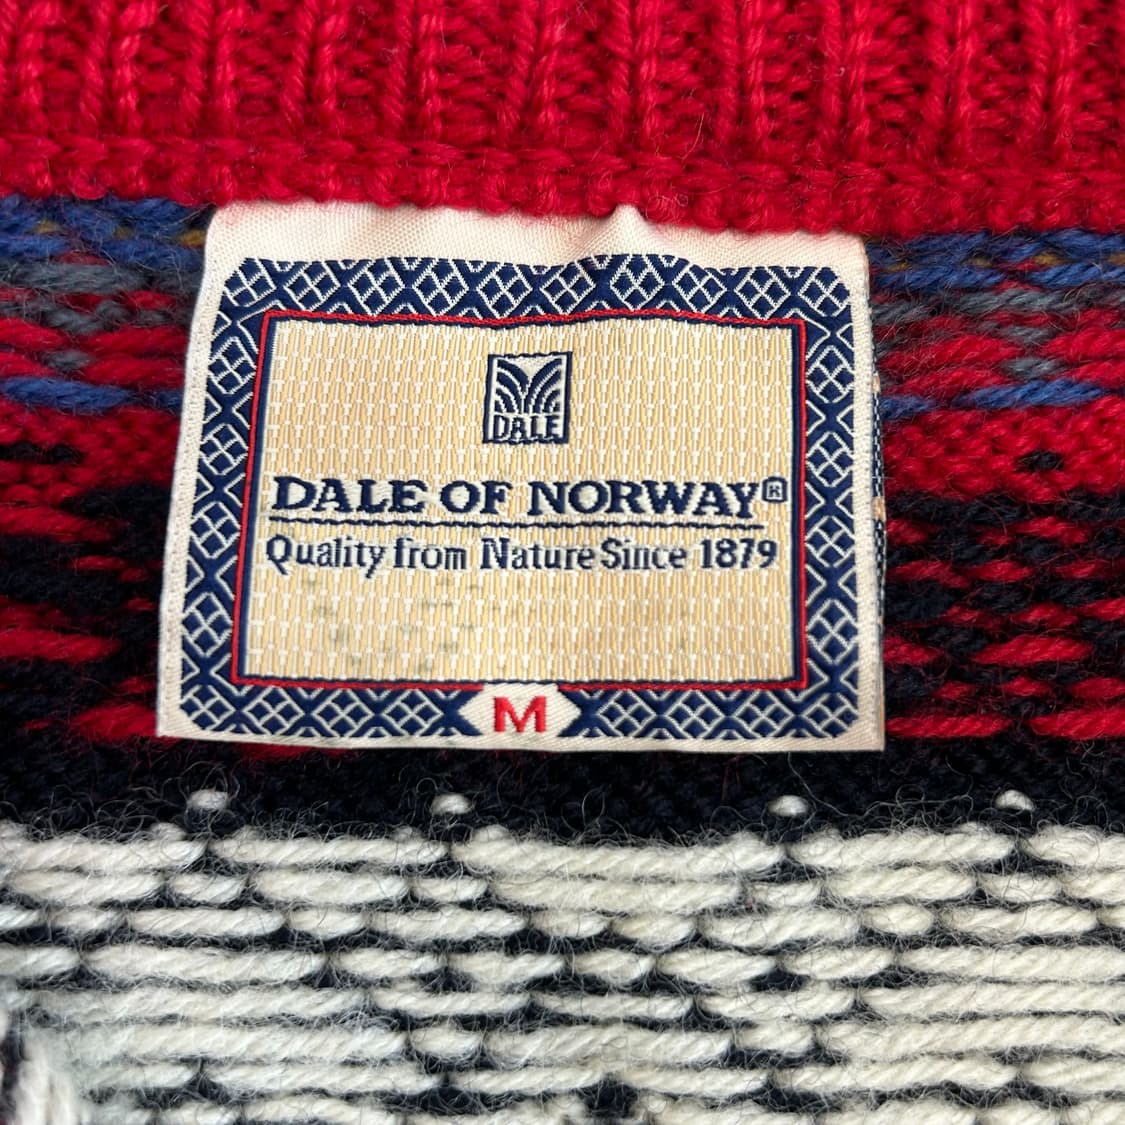 DALE
DALE OF NORWAY®
Quality from Nature Since 1879
M